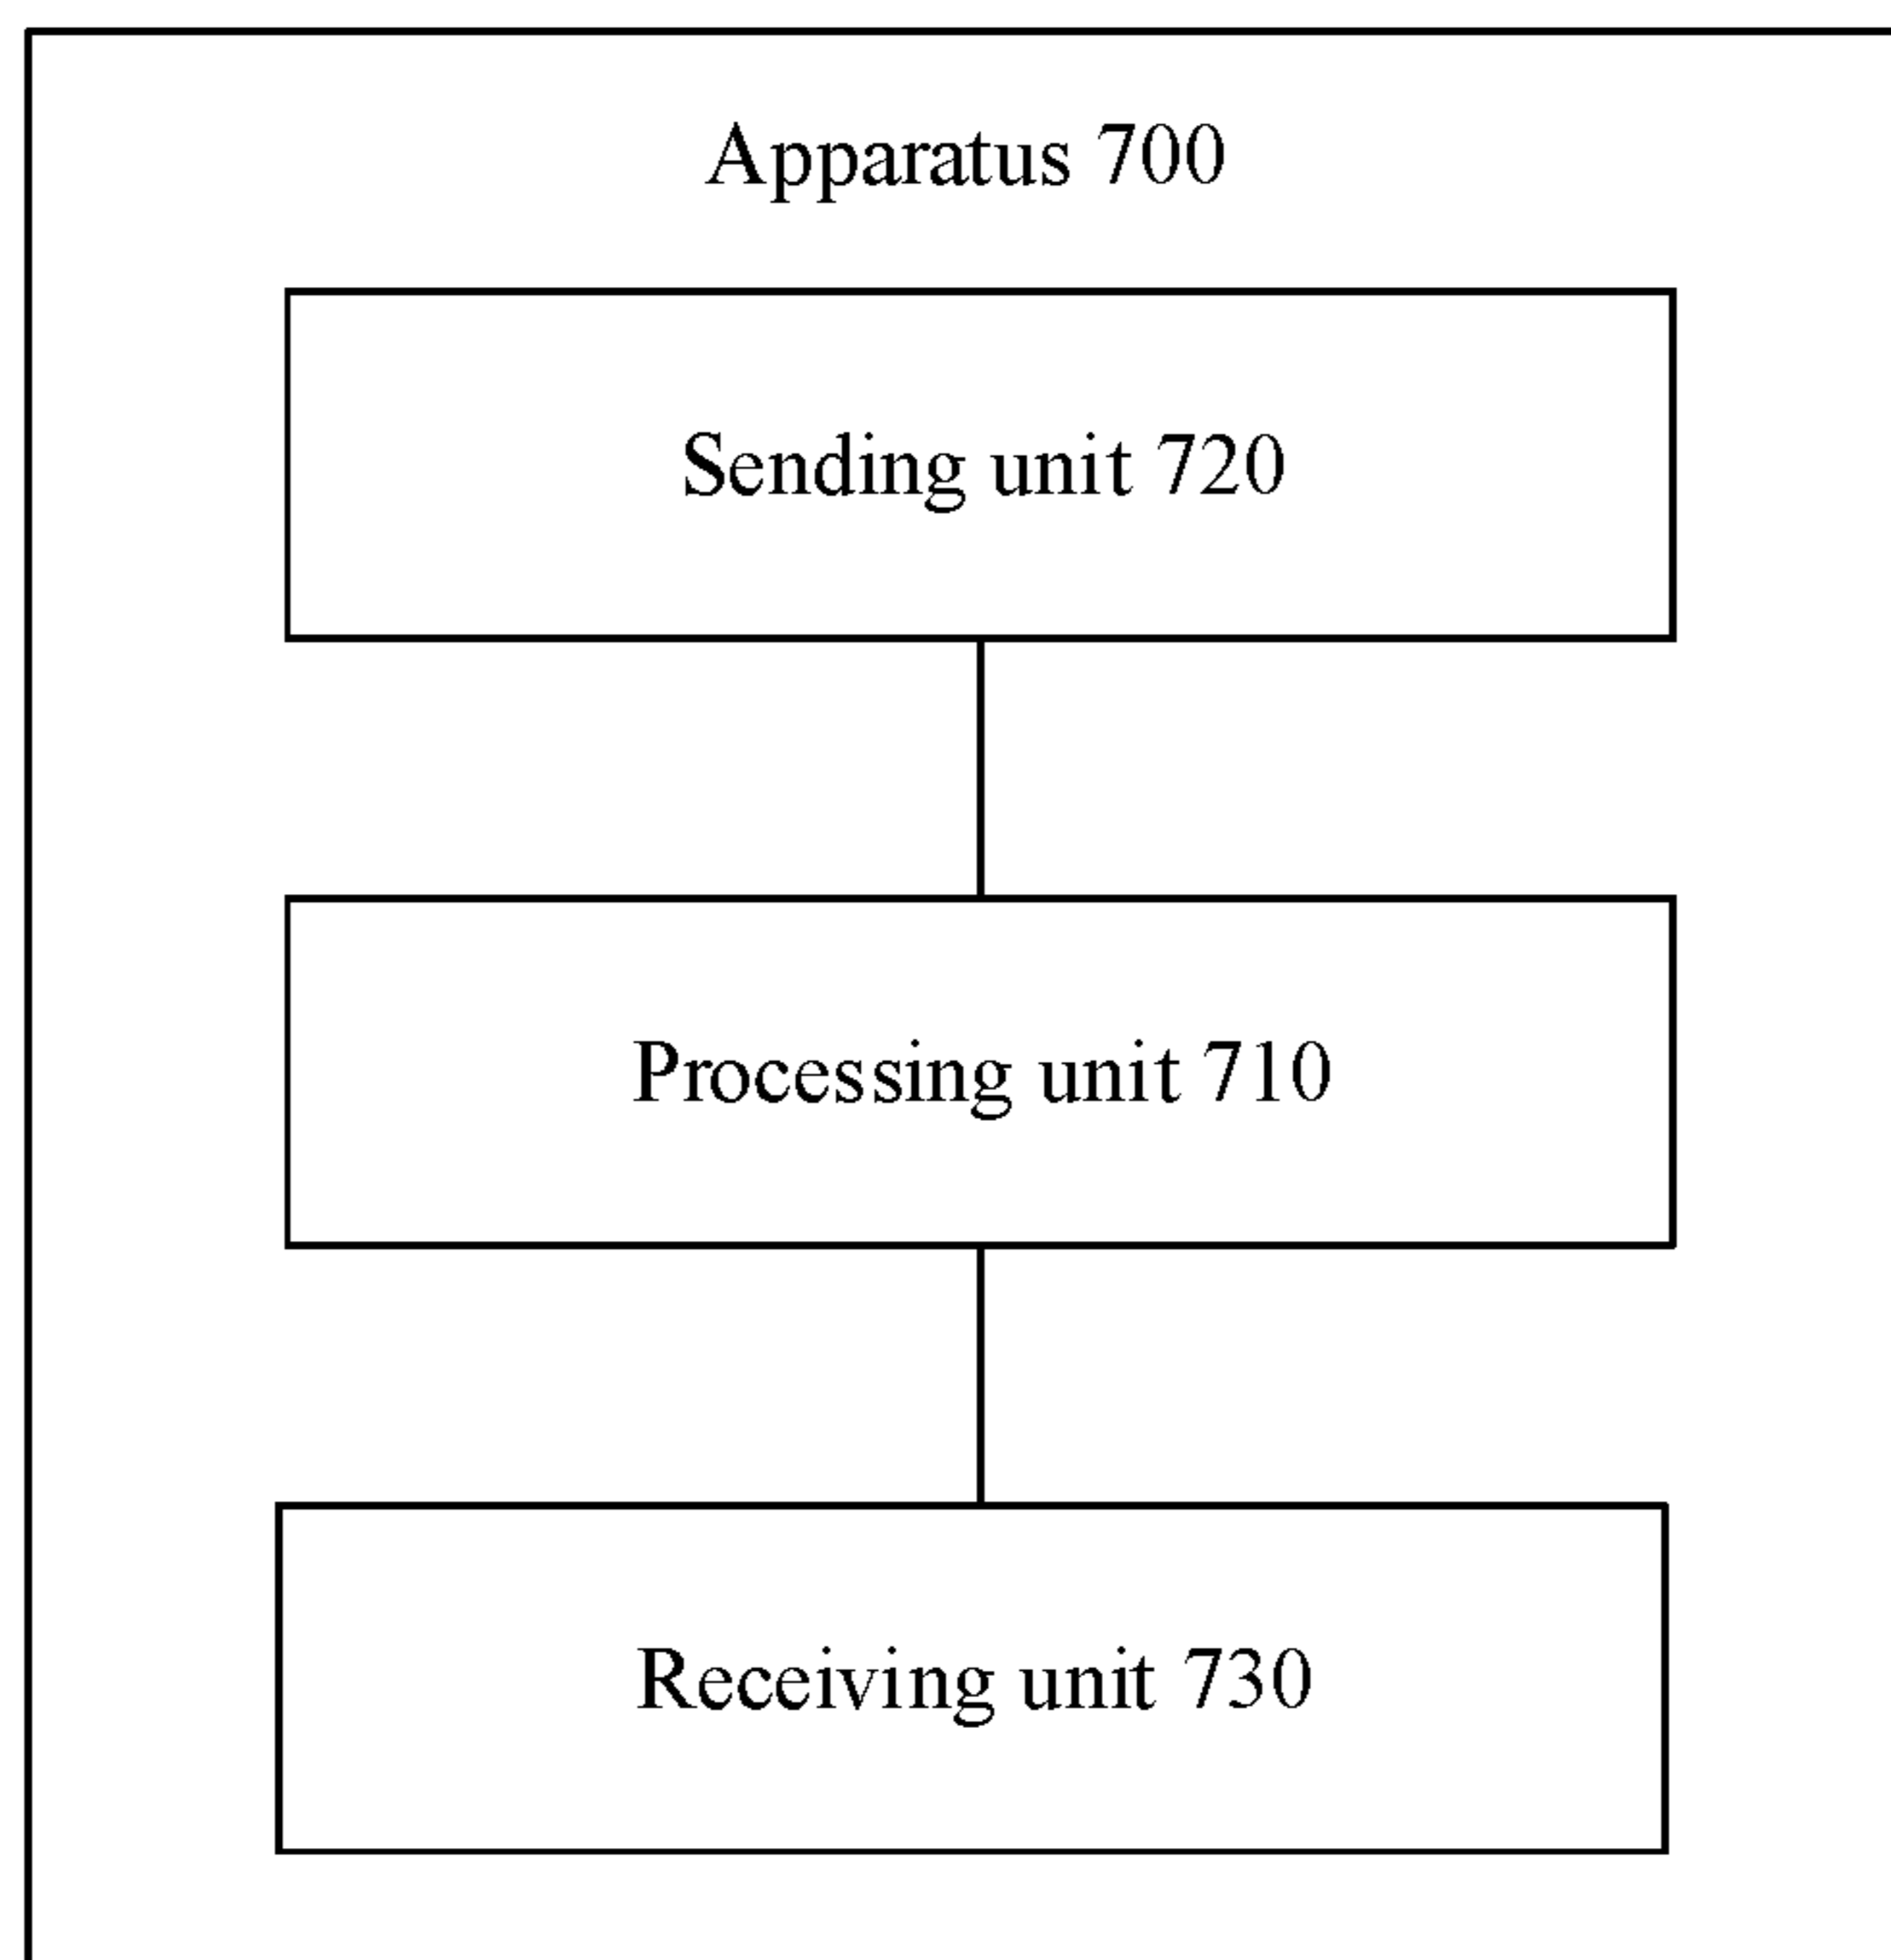 Apparatus 700
Sending unit 720
Processing unit 710
Receiving unit 730